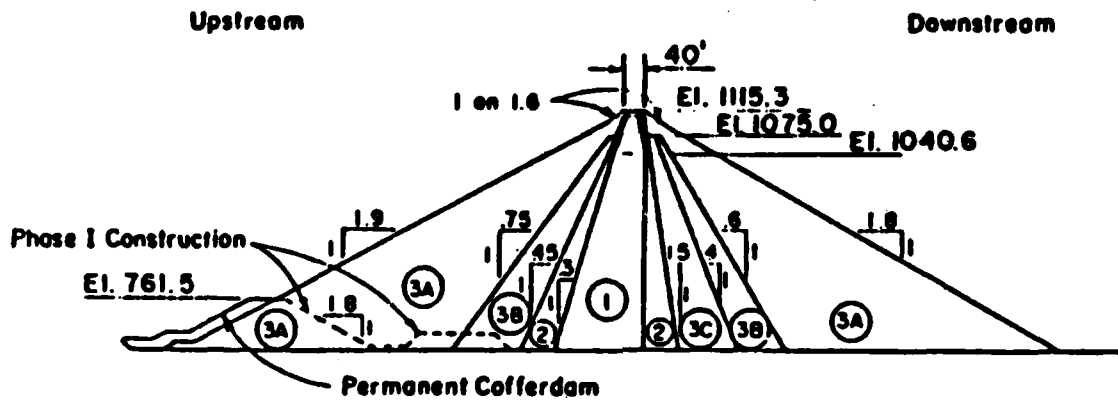 Upstream
Downstream
40'
1 on 1.6
El. 1115.3
El 1075.0
El. 1040.6
1.9
1
.75
1
.6
1
1.8
1
Phase I Construction
.45
1
.3
1
.15
1
.4
1
El. 761.5
3A
1.8
1
3A
3B
2
1
2
3C
3B
3A
Permanent Cofferdam